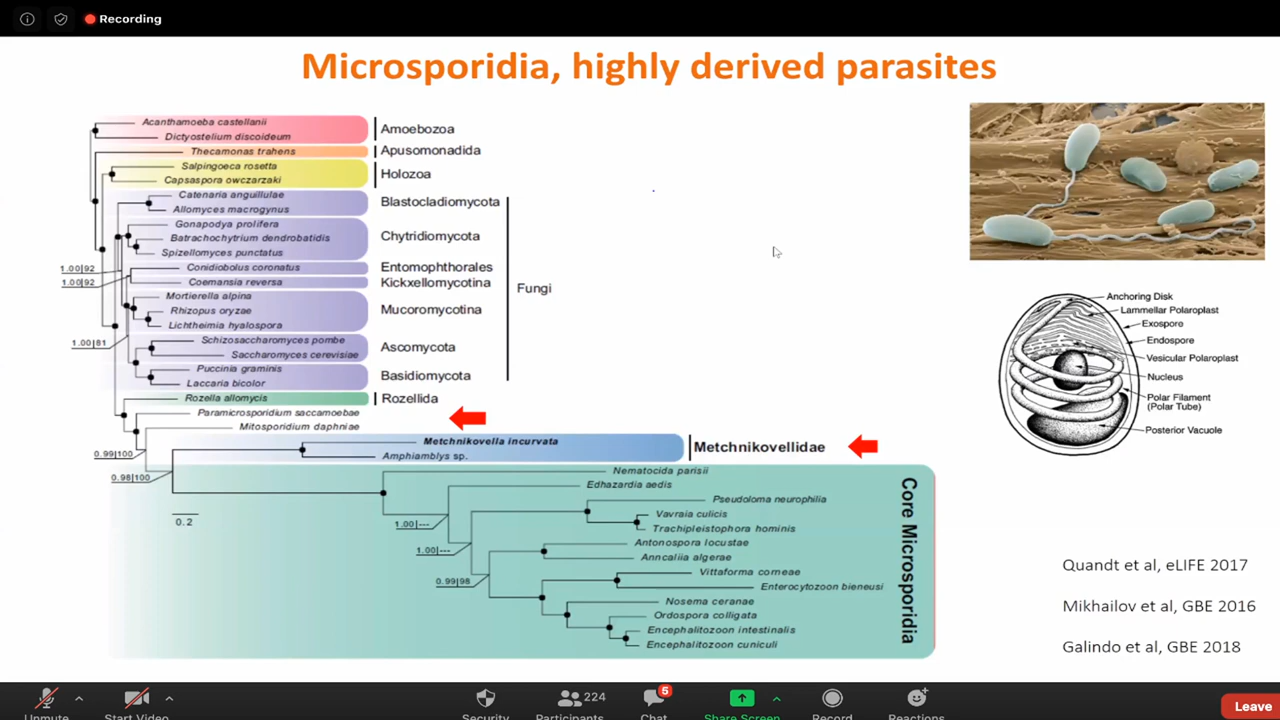 Recording
Microsporidia, highly derived parasites
Acanthamoeba castellanii
Dictyostelium discoideum
Amoebozoa
Thecamonas trahens
Apusomonadida
Salpingoeca rosetta
Capsaspora owczarzaki
Holozoa
Catenaria anguillulae
Allomyces macrogynus
Blastocladiomycota
Gonapodya prolifera
Batrachochytrium dendrobatidis
Spizellomyces punctatus
Chytridiomycota
Conidiobolus coronatus
Entomophthorales
Coemansia reversa
Kickxellomycotina
Mortierella alpina
Rhizopus oryzae
Lichtheimia hyalospora
Mucoromycotina
Schizosaccharomyces pombe
Saccharomyces cerevisiae
Ascomycota
Puccinia graminis
Laccaria bicolor
Basidiomycota
Fungi
Rozella allomycis
Rozellida
Paramicrosporidium saccamoebae
Mitosporidium daphniae
Metchnikovella incurvata
Amphiamblys sp.
Metchnikovellidae
Nematocida parisii
Edhazardia aedis
Pseudoloma neurophilia
Vavraia culicis
Trachipleistophora hominis
Antonospora locustae
Anncaliia algerae
Vittaforma corneae
Enterocytozoon bieneusi
Nosema ceranae
Ordospora colligata
Encephalitozoon intestinalis
Encephalitozoon cuniculi
Core Microsporidia
1.00|92
1.00|92
1.00|81
0.99|100
0.98|100
0.2
1.00|---
1.00|---
0.99|98
Anchoring Disk
Lammellar Polaroplast
Exospore
Endospore
Vesicular Polaroplast
Nucleus
Polar Filament
(Polar Tube)
Posterior Vacuole
Quandt et al, eLIFE 2017
Mikhailov et al, GBE 2016
Galindo et al, GBE 2018
Unmute
Start Video
Security
224
Participants
5
Chat
Share Screen
Record
Reactions
Leave